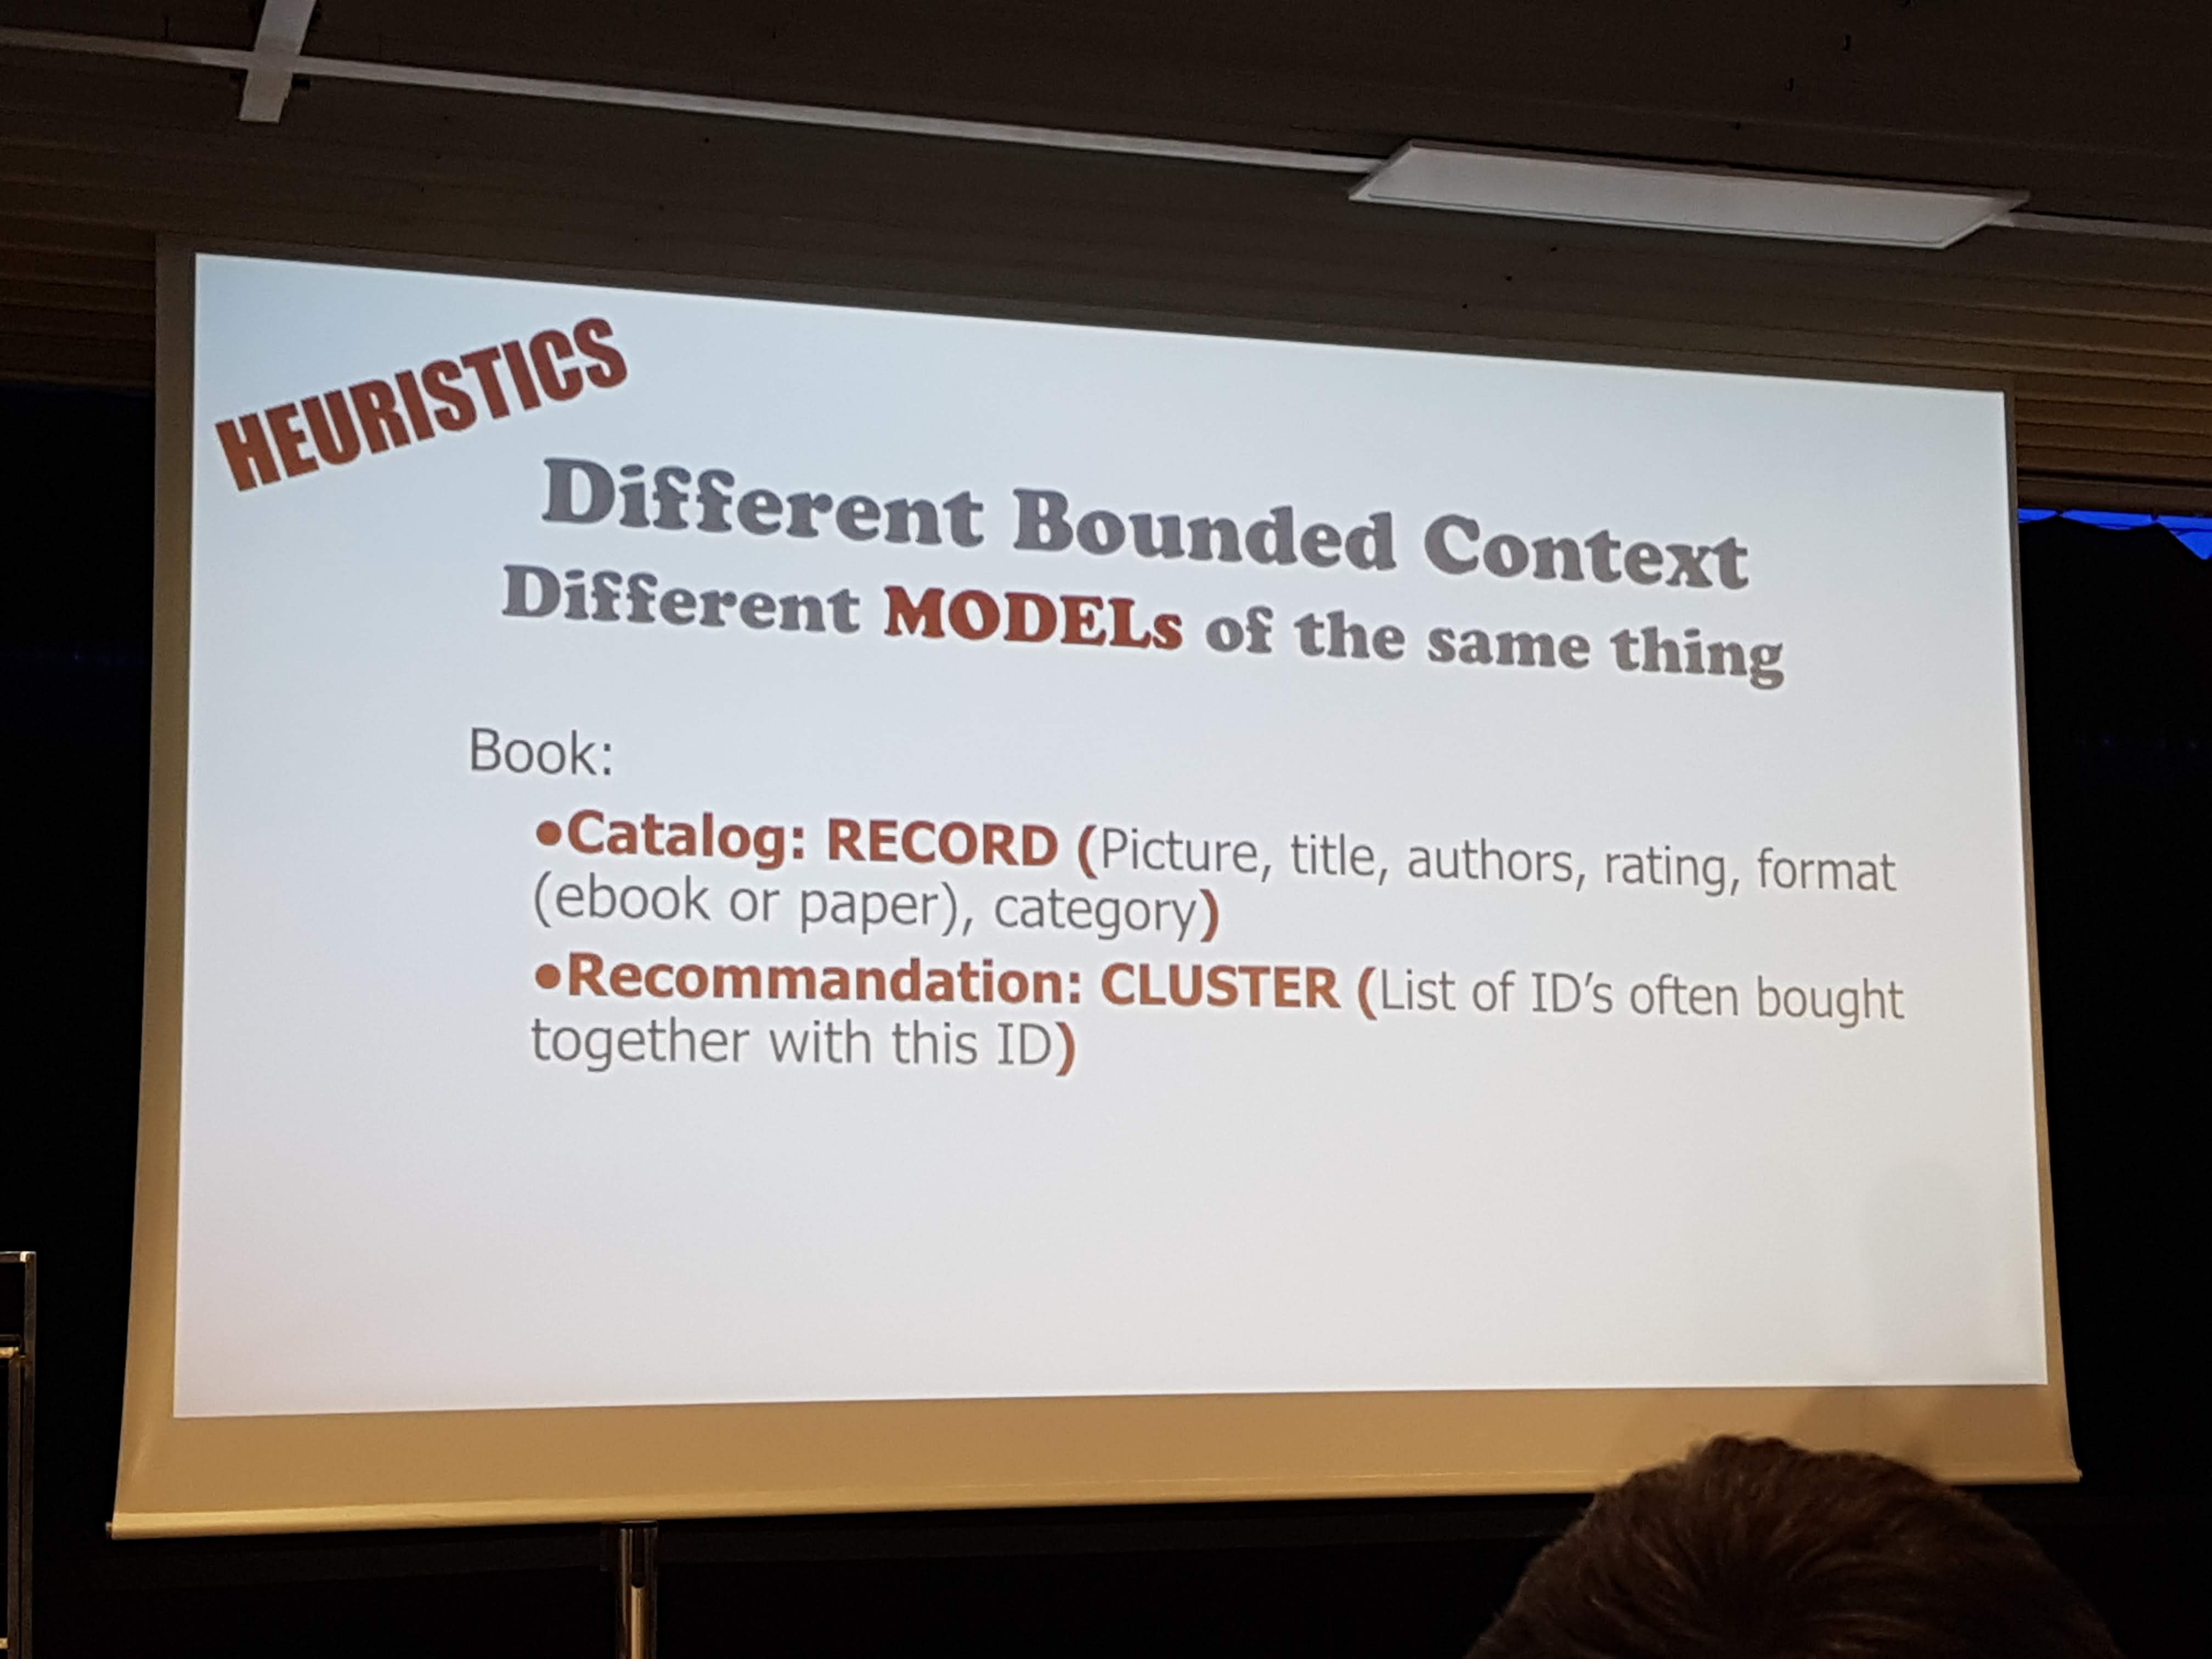 HEURISTICS
Different Bounded Context
Different MODELs of the same thing
Book:
●Catalog: RECORD (Picture, title, authors, rating, format
(ebook or paper), category)
●Recommandation: CLUSTER (List of ID’s often bought
together with this ID)